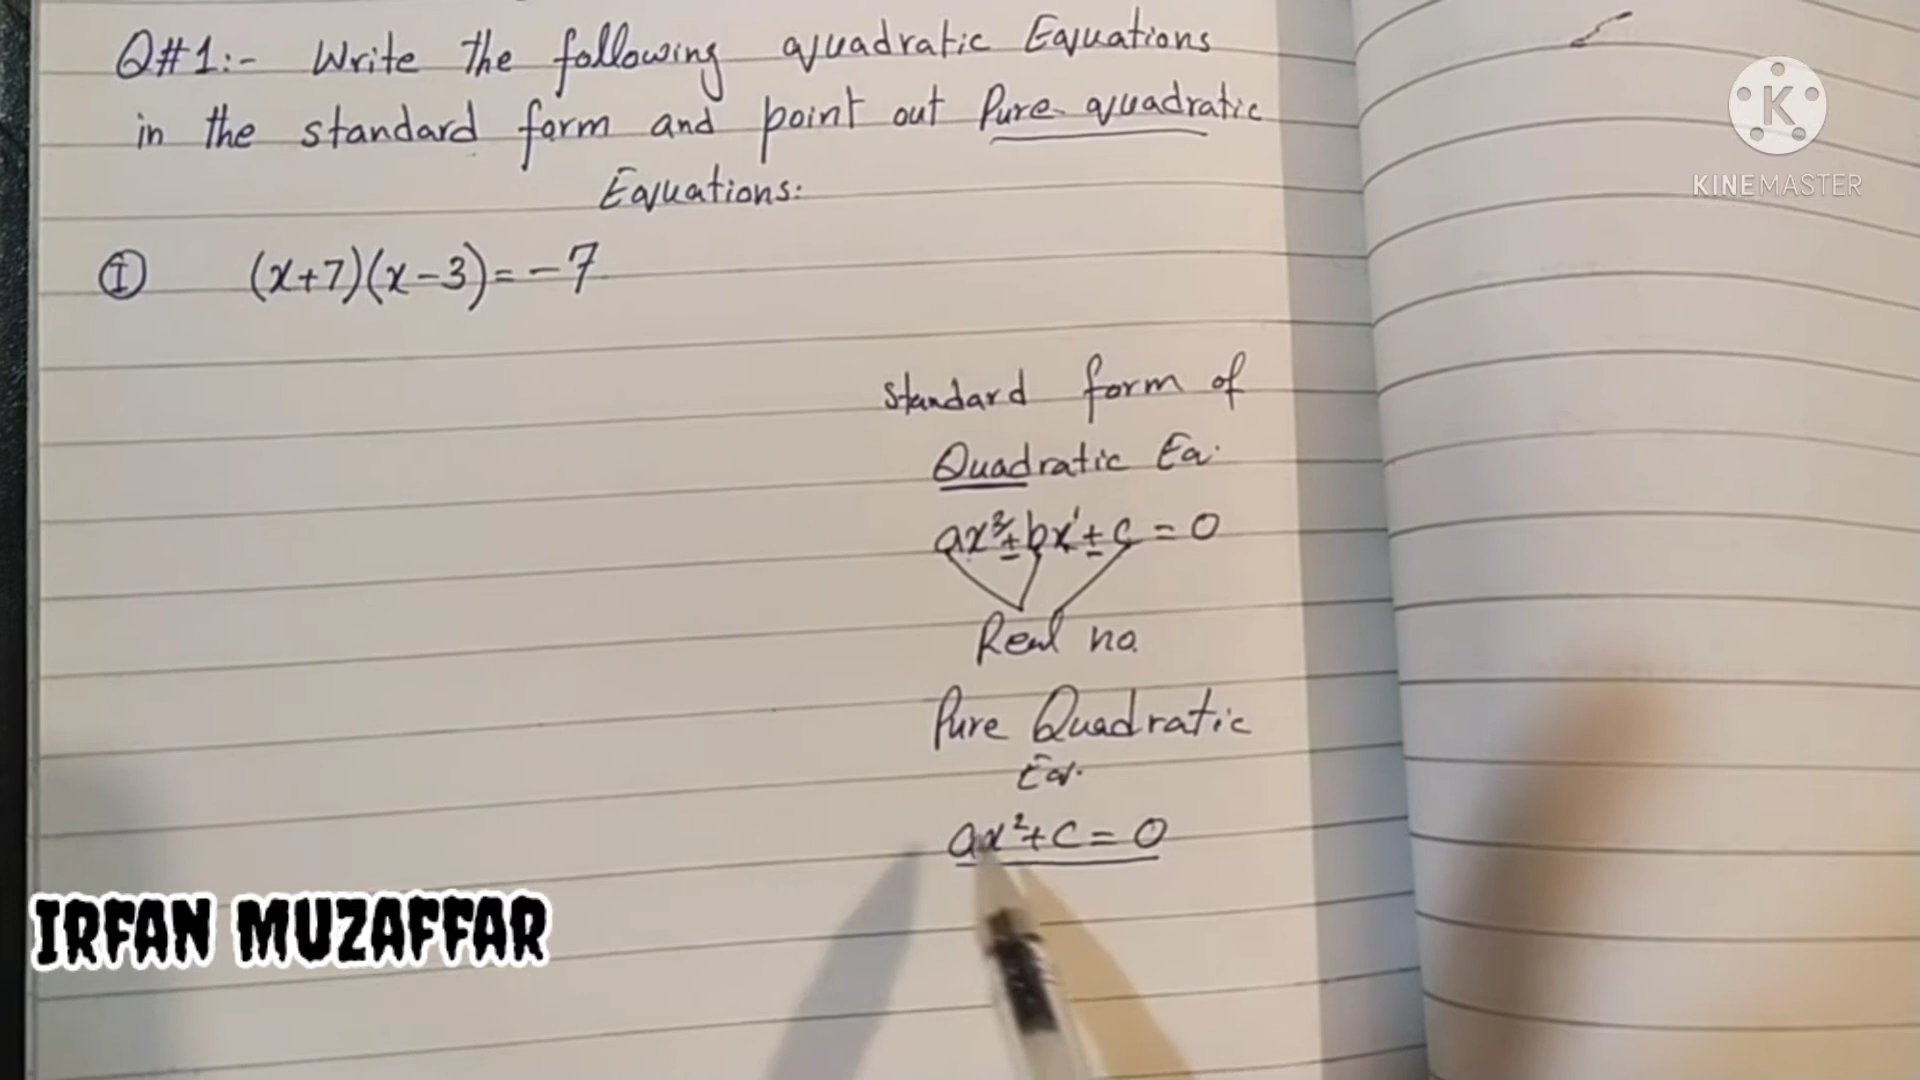 Q#1:- Write the following quadratic Equations
in the standard form and point out Pure quadratic
Equations:
I (x+7)(x-3)=-7
Standard form of
Quadratic Eq.
ax²+bx¹+c=0
Real no.
Pure Quadratic
Eq.
ax²+c=0
KINEMASTER
IRFAN MUZAFFAR